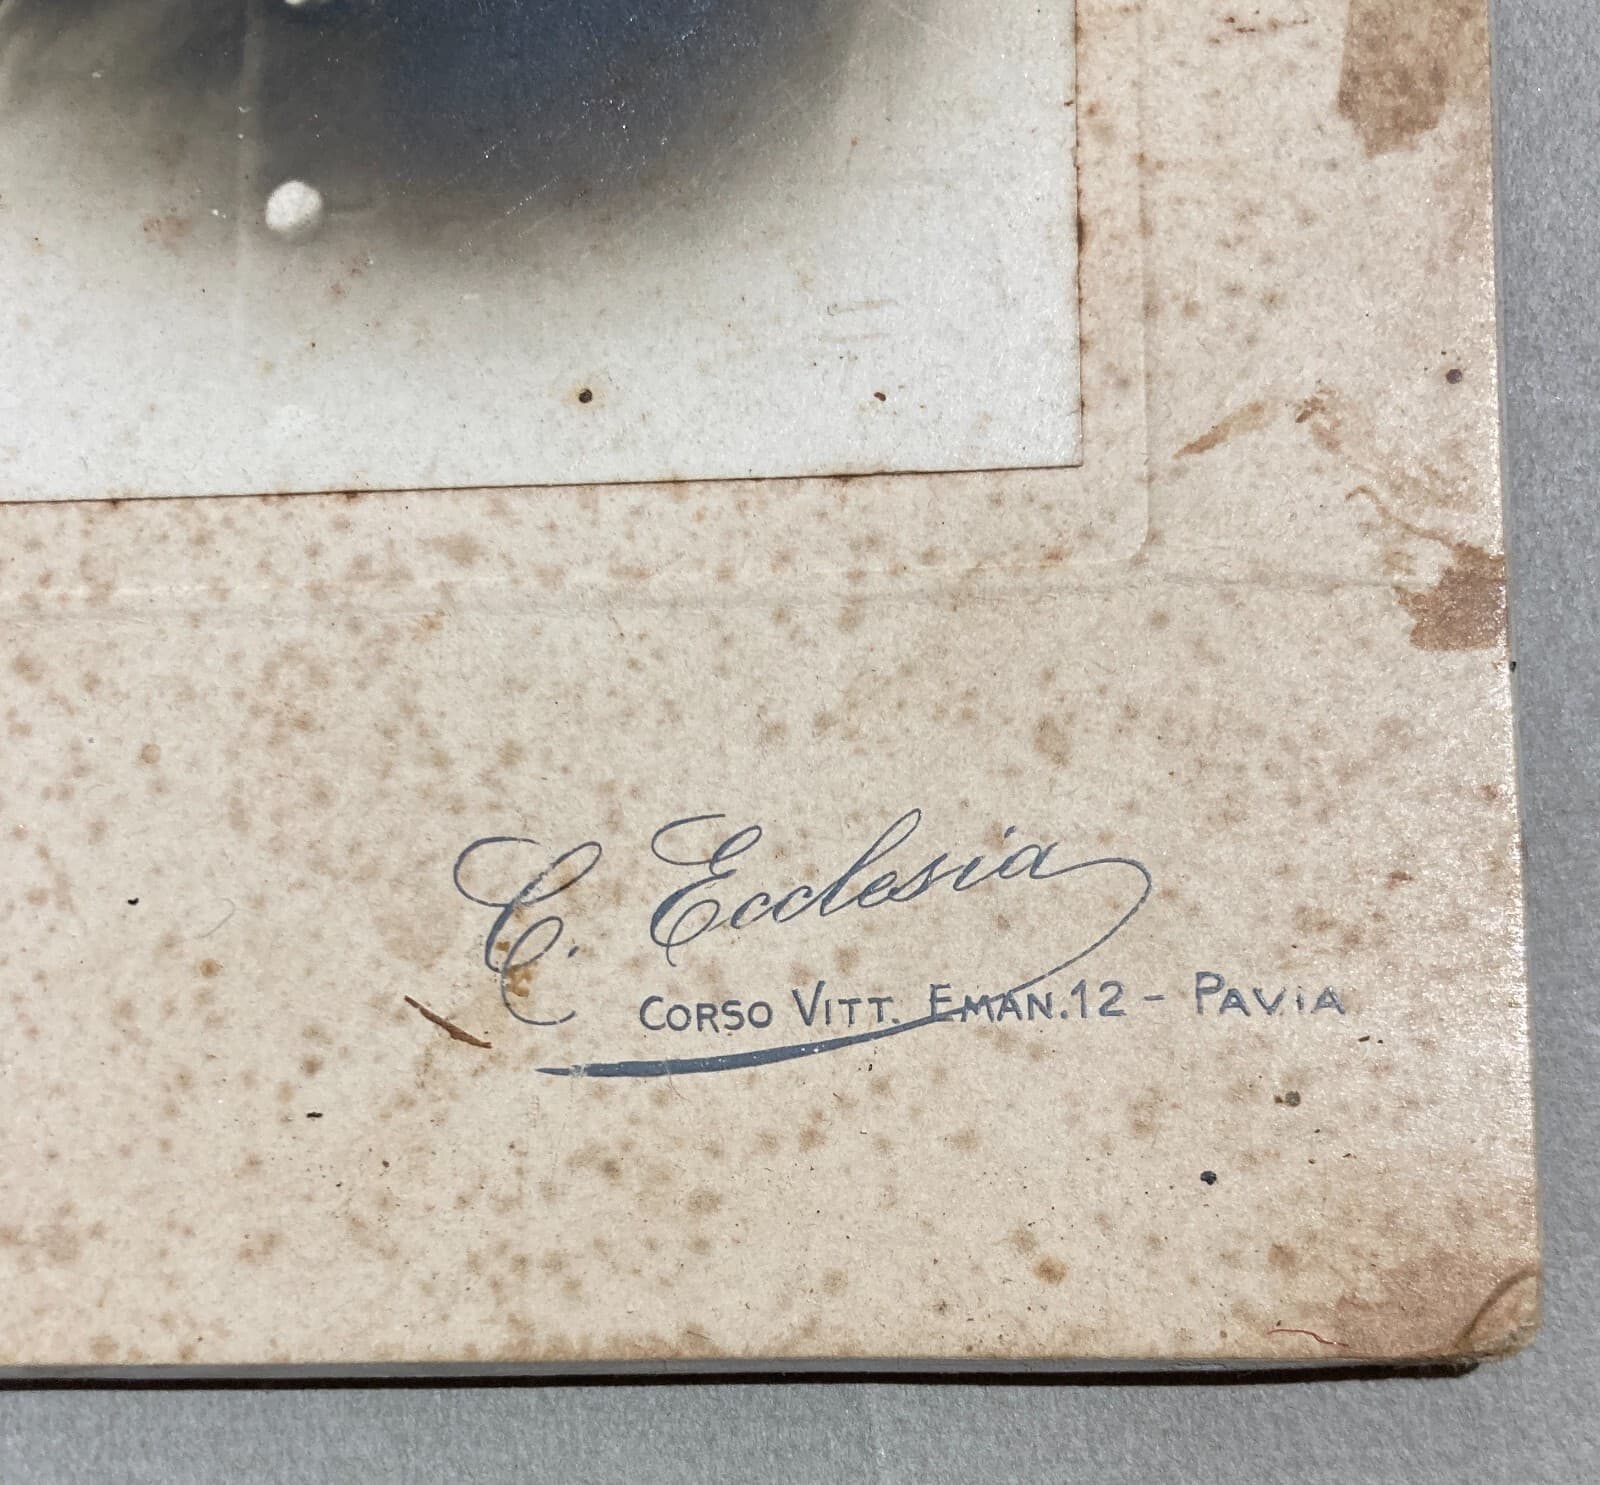 C. Ecclesia
CORSO VITT. EMAN. 12 - PAVIA